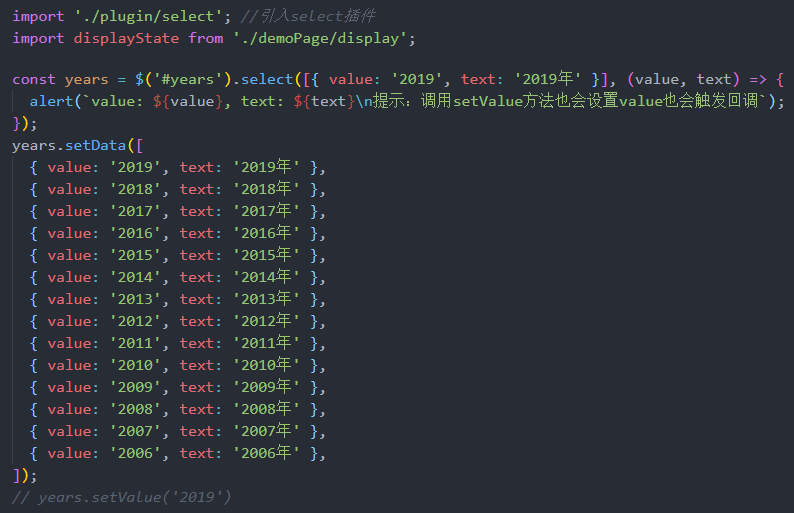 import './plugin/select'; //引入select插件
import displayState from './demoPage/display';
const years = $('#years').select([{ value: '2019', text: '2019年' }], (value, text) => {
alert(`value: ${value}, text: ${text}\n提示：调用setValue方法也会设置value也会触发回调`);
});
years.setData([
{ value: '2019', text: '2019年' },
{ value: '2018', text: '2018年' },
{ value: '2017', text: '2017年' },
{ value: '2016', text: '2016年' },
{ value: '2015', text: '2015年' },
{ value: '2014', text: '2014年' },
{ value: '2013', text: '2013年' },
{ value: '2012', text: '2012年' },
{ value: '2011', text: '2011年' },
{ value: '2010', text: '2010年' },
{ value: '2009', text: '2009年' },
{ value: '2008', text: '2008年' },
{ value: '2007', text: '2007年' },
{ value: '2006', text: '2006年' },
]);
// years.setValue('2019')